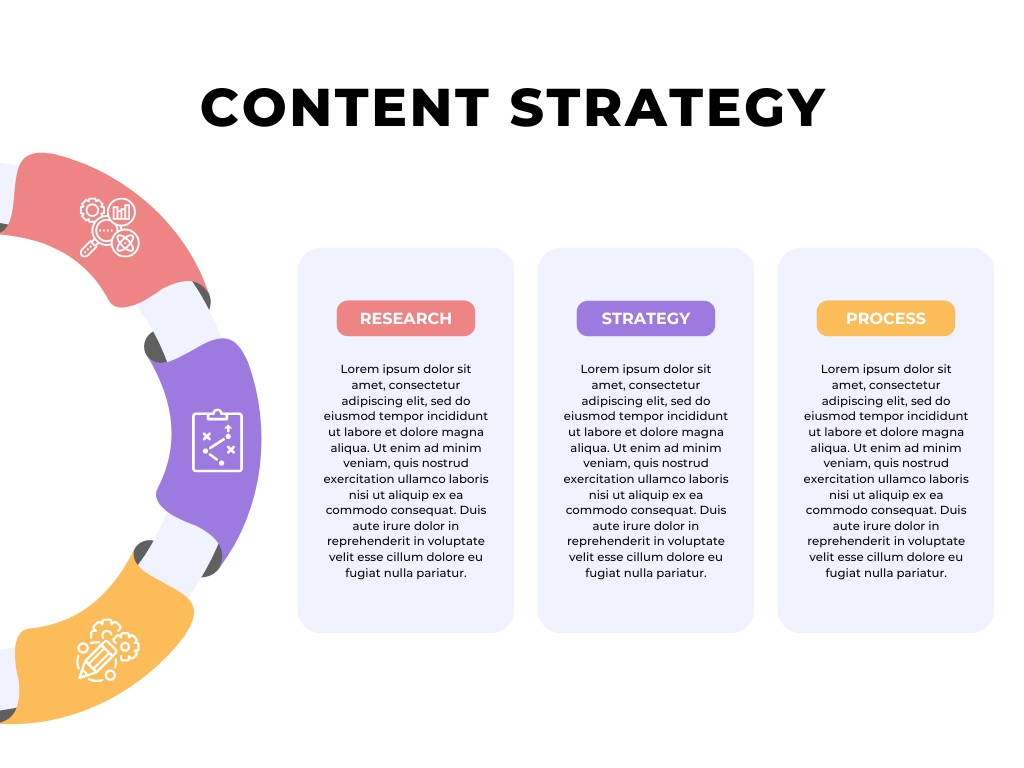 CONTENT STRATEGY
RESEARCH
Lorem ipsum dolor sit
amet, consectetur
adipiscing elit, sed do
eiusmod tempor incididunt
ut labore et dolore magna
aliqua. Ut enim ad minim
veniam, quis nostrud
exercitation ullamco laboris
nisi ut aliquip ex ea
commodo consequat. Duis
aute irure dolor in
reprehenderit in voluptate
velit esse cillum dolore eu
fugiat nulla pariatur.
STRATEGY
Lorem ipsum dolor sit
amet, consectetur
adipiscing elit, sed do
eiusmod tempor incididunt
ut labore et dolore magna
aliqua. Ut enim ad minim
veniam, quis nostrud
exercitation ullamco laboris
nisi ut aliquip ex ea
commodo consequat. Duis
aute irure dolor in
reprehenderit in voluptate
velit esse cillum dolore eu
fugiat nulla pariatur.
PROCESS
Lorem ipsum dolor sit
amet, consectetur
adipiscing elit, sed do
eiusmod tempor incididunt
ut labore et dolore magna
aliqua. Ut enim ad minim
veniam, quis nostrud
exercitation ullamco laboris
nisi ut aliquip ex ea
commodo consequat. Duis
aute irure dolor in
reprehenderit in voluptate
velit esse cillum dolore eu
fugiat nulla pariatur.